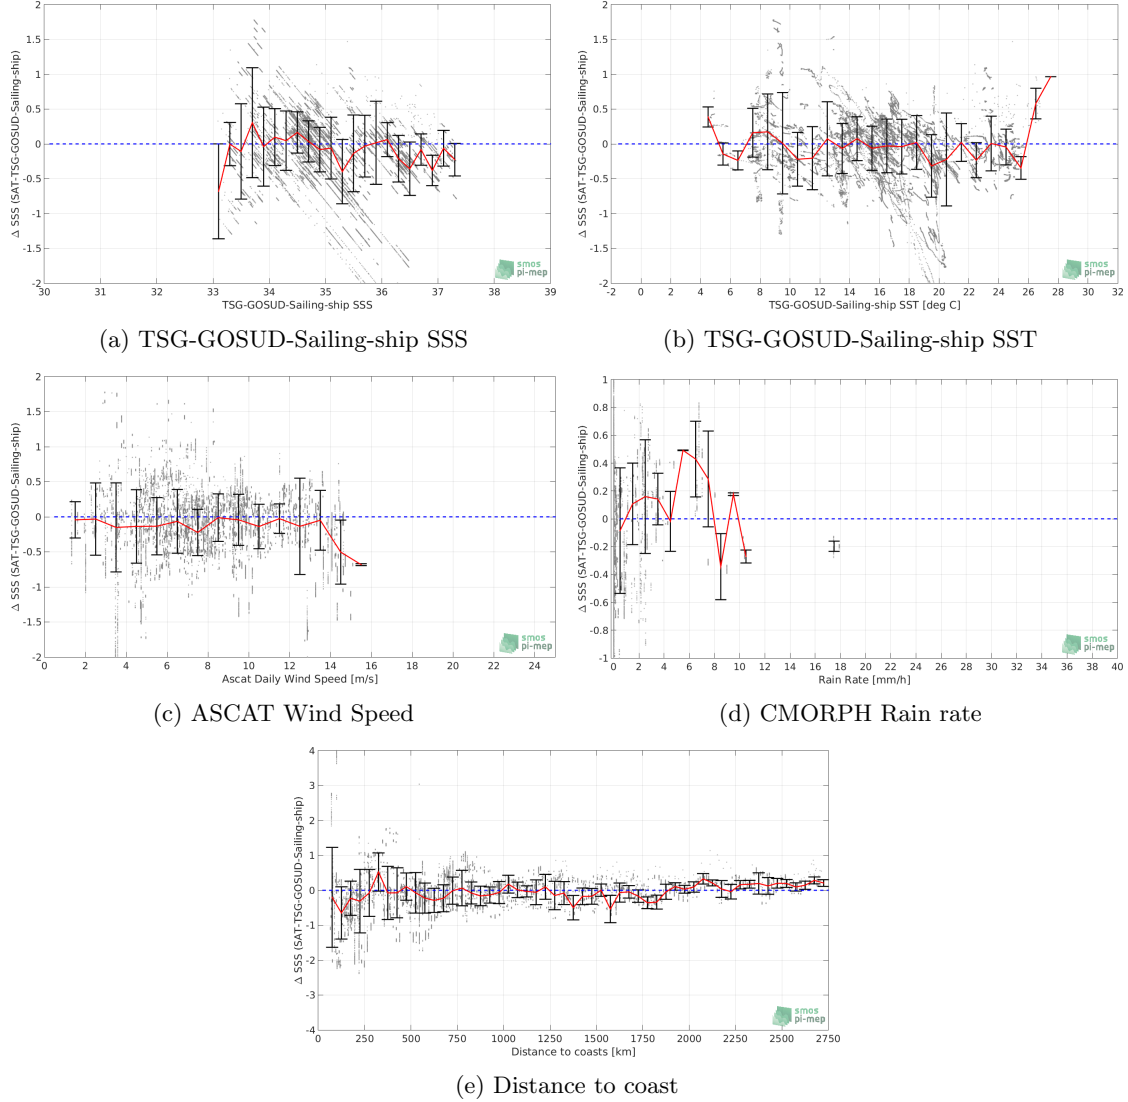 2
1.5
1
0.5
0
-0.5
-1
-1.5
-2
Δ SSS (SAT-TSG-GOSUD-Sailing-ship)
30 31 32 33 34 35 36 37 38 39
TSG-GOSUD-Sailing-ship SSS
smos
pi-mep
(a) TSG-GOSUD-Sailing-ship SSS
2
1.5
1
0.5
0
-0.5
-1
-1.5
-2
Δ SSS (SAT-TSG-GOSUD-Sailing-ship)
-2 0 2 4 6 8 10 12 14 16 18 20 22 24 26 28 30 32
TSG-GOSUD-Sailing-ship SST [deg C]
smos
pi-mep
(b) TSG-GOSUD-Sailing-ship SST
2
1.5
1
0.5
0
-0.5
-1
-1.5
-2
Δ SSS (SAT-TSG-GOSUD-Sailing-ship)
0 2 4 6 8 10 12 14 16 18 20 22 24
Ascat Daily Wind Speed [m/s]
smos
pi-mep
(c) ASCAT Wind Speed
1
0.8
0.6
0.4
0.2
0
-0.2
-0.4
-0.6
-0.8
-1
Δ SSS (SAT-TSG-GOSUD-Sailing-ship)
0 2 4 6 8 10 12 14 16 18 20 22 24 26 28 30 32 34 36 38 40
Rain Rate [mm/h]
smos
pi-mep
(d) CMORPH Rain rate
4
3
2
1
0
-1
-2
-3
-4
Δ SSS (SAT-TSG-GOSUD-Sailing-ship)
0 250 500 750 1000 1250 1500 1750 2000 2250 2500 2750
Distance to coasts [km]
smos
pi-mep
(e) Distance to coast